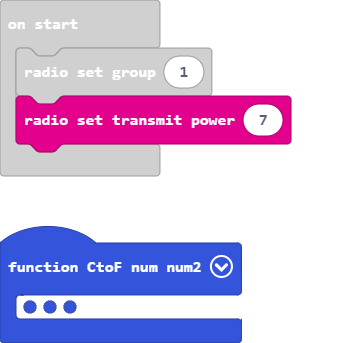 on start
radio set group 1
radio set transmit power 7
function CtoF num num2